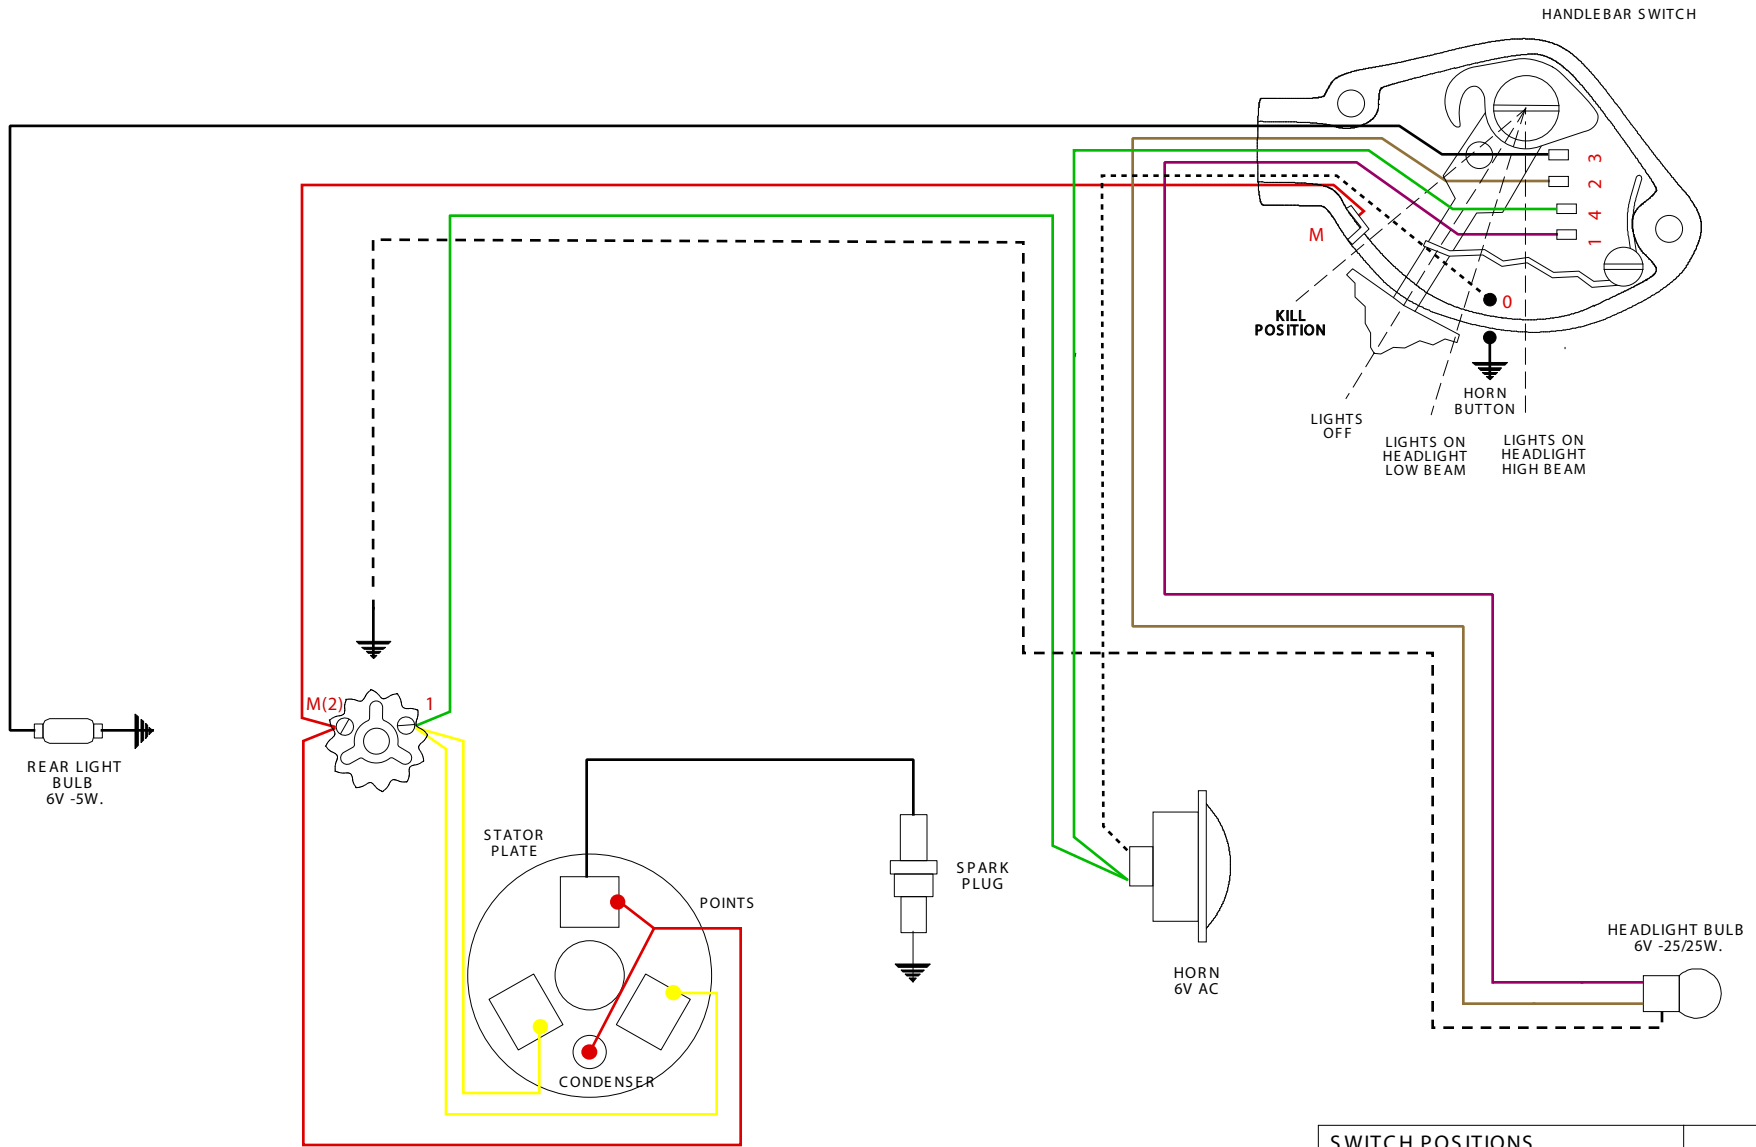 HANDLEBAR SWITCH
3
2
4
1
M
0
KILL
POSITION
HORN
BUTTON
LIGHTS
OFF
LIGHTS ON
HEADLIGHT
LOW BEAM
LIGHTS ON
HEADLIGHT
HIGH BEAM
M(2)
1
REAR LIGHT
BULB
6V -5W.
STATOR
PLATE
POINTS
SPARK
PLUG
CONDENSER
HORN
6V AC
HEADLIGHT BULB
6V -25/25W.
SWITCH POSITIONS